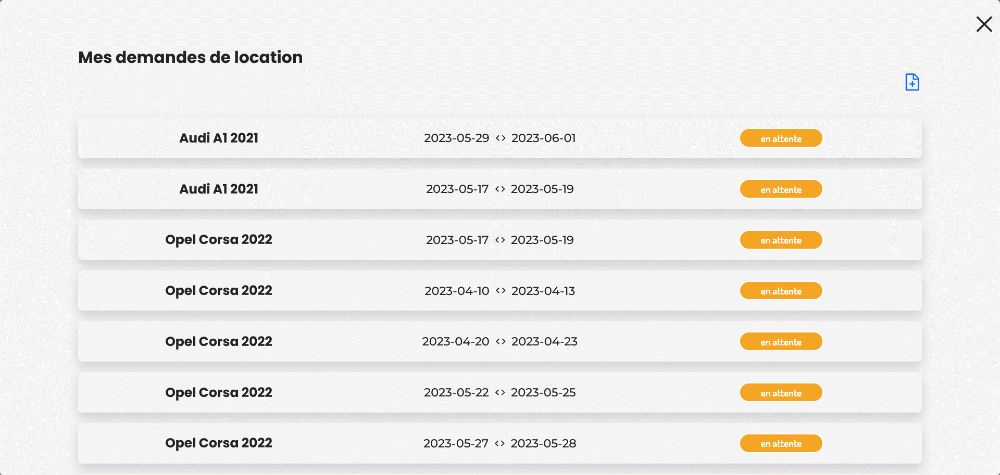 Mes demandes de location
Audi A1 2021 2023-05-29 <> 2023-06-01 en attente
Audi A1 2021 2023-05-17 <> 2023-05-19 en attente
Opel Corsa 2022 2023-05-17 <> 2023-05-19 en attente
Opel Corsa 2022 2023-04-10 <> 2023-04-13 en attente
Opel Corsa 2022 2023-04-20 <> 2023-04-23 en attente
Opel Corsa 2022 2023-05-22 <> 2023-05-25 en attente
Opel Corsa 2022 2023-05-27 <> 2023-05-28 en attente